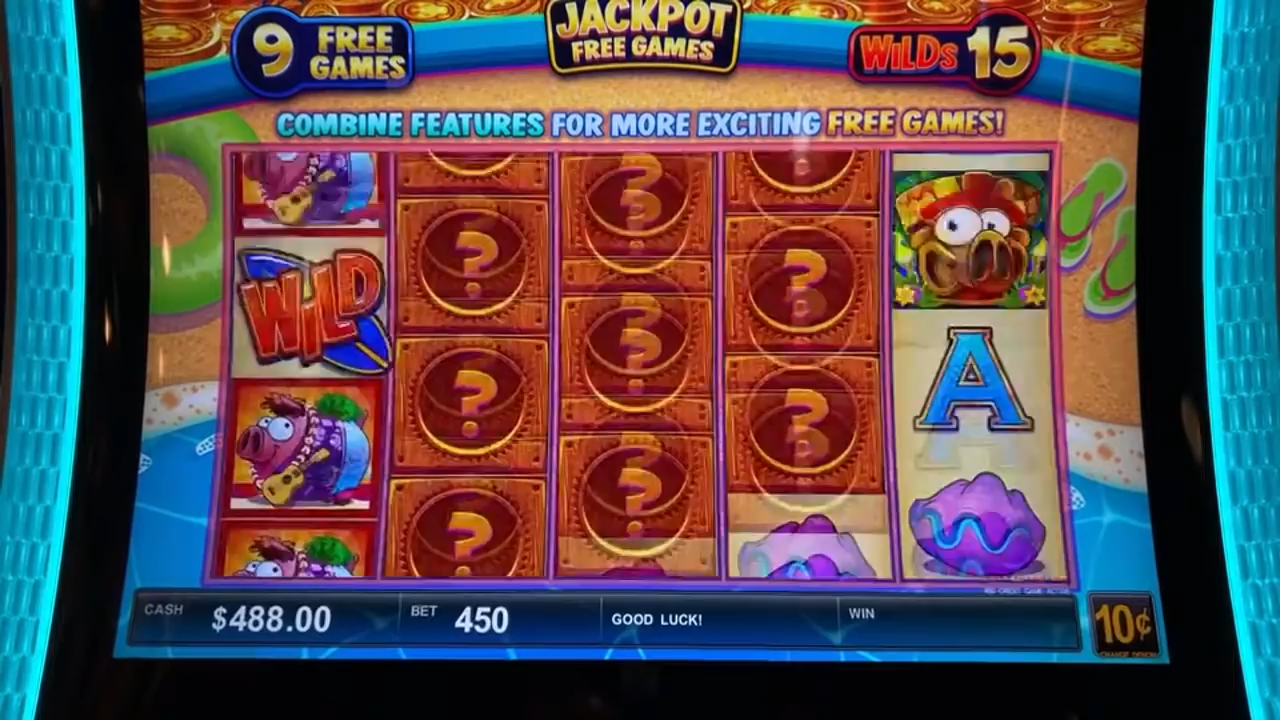 9 FREE GAMES
JACKPOT
FREE GAMES
WILDS 15
COMBINE FEATURES FOR MORE EXCITING FREE GAMES!
?
?
?
WILD
?
?
?
A
?
?
?
CASH $488.00 BET 450 GOOD LUCK! WIN
10¢